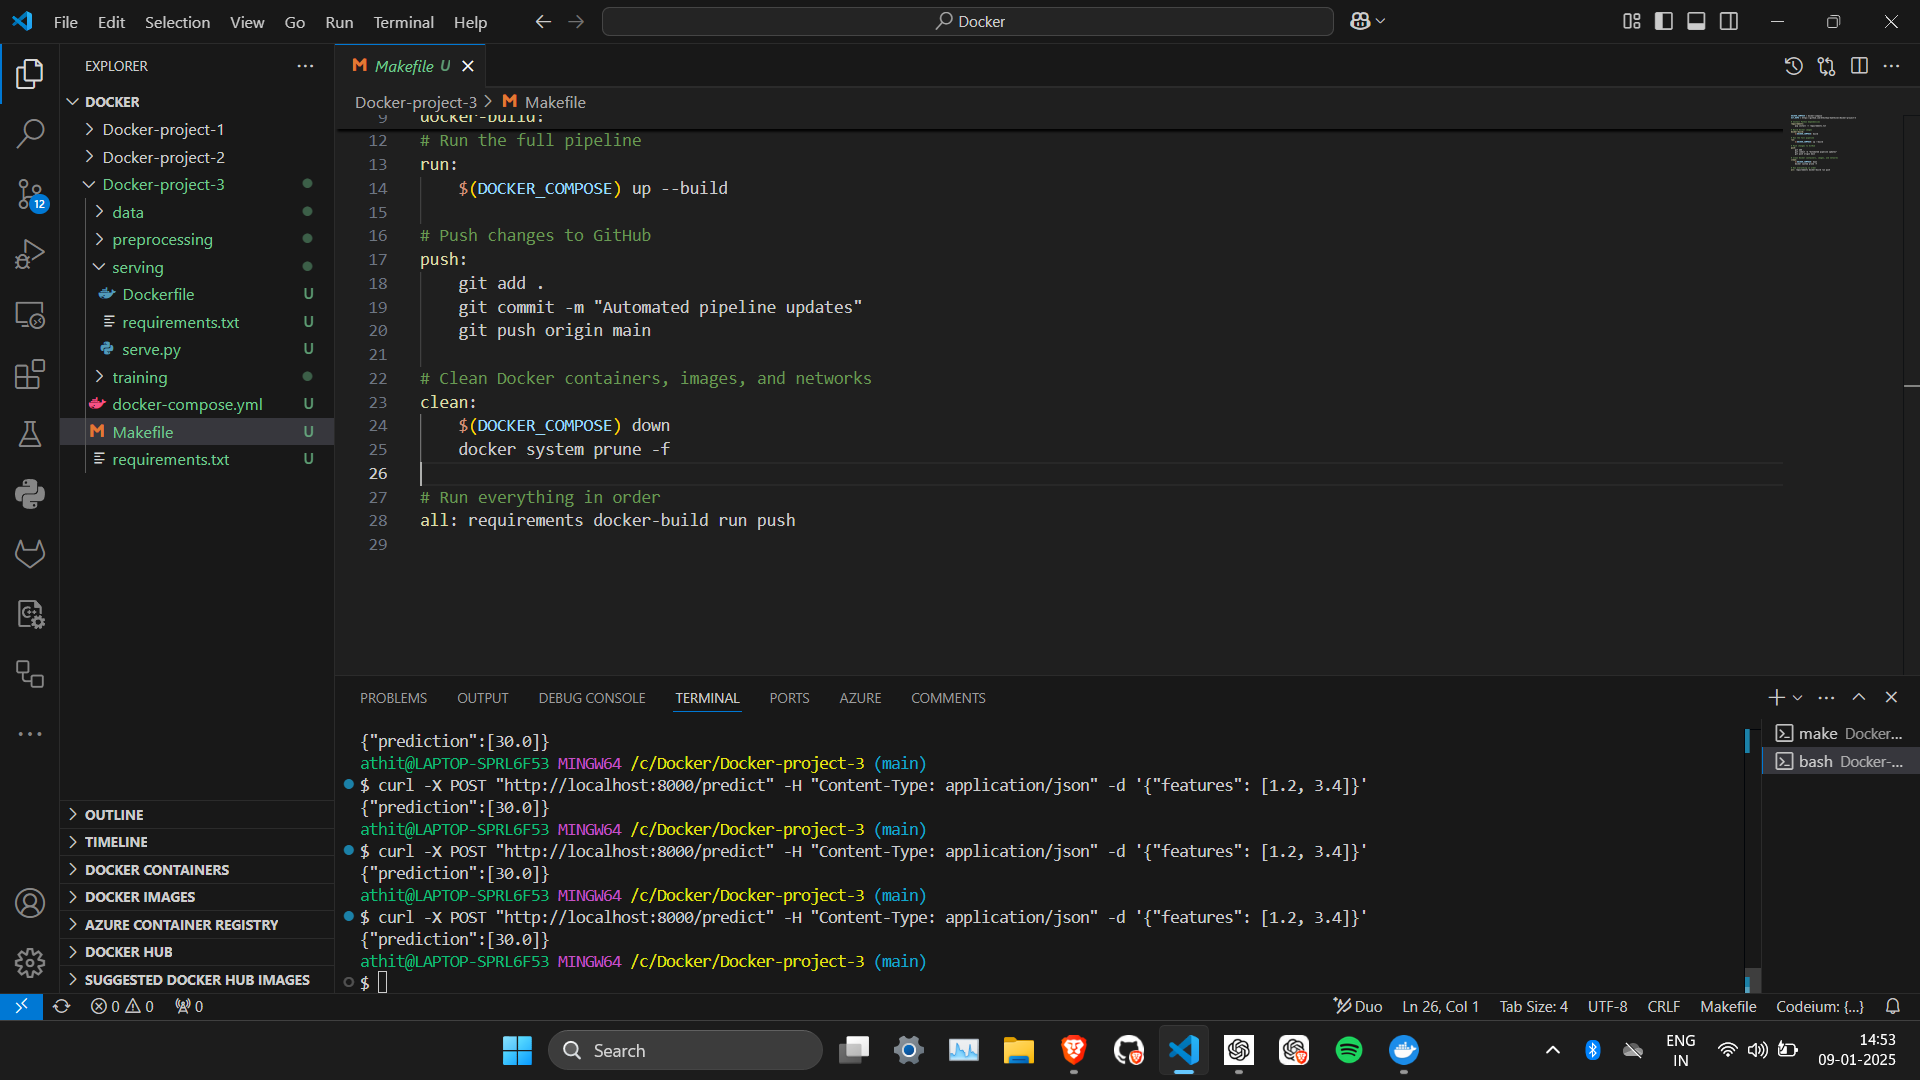 File Edit Selection View Go Run Terminal Help
Docker
EXPLORER
DOCKER
Docker-project-1
Docker-project-2
Docker-project-3
data
preprocessing
serving
Dockerfile U
requirements.txt U
serve.py U
training
docker-compose.yml U
Makefile U
requirements.txt U
OUTLINE
TIMELINE
DOCKER CONTAINERS
DOCKER IMAGES
AZURE CONTAINER REGISTRY
DOCKER HUB
SUGGESTED DOCKER HUB IMAGES
12
Makefile U
Docker-project-3 > Makefile
9 docker-build:
12 # Run the full pipeline
13 run:
14 $(DOCKER_COMPOSE) up --build
15
16 # Push changes to GitHub
17 push:
18 git add .
19 git commit -m "Automated pipeline updates"
20 git push origin main
21
22 # Clean Docker containers, images, and networks
23 clean:
24 $(DOCKER_COMPOSE) down
25 docker system prune -f
26
27 # Run everything in order
28 all: requirements docker-build run push
29
PROBLEMS OUTPUT DEBUG CONSOLE TERMINAL PORTS AZURE COMMENTS
{"prediction":[30.0]}
athit@LAPTOP-SPRL6F53 MINGW64 /c/Docker/Docker-project-3 (main)
$ curl -X POST "http://localhost:8000/predict" -H "Content-Type: application/json" -d '{"features": [1.2, 3.4]}'
{"prediction":[30.0]}
athit@LAPTOP-SPRL6F53 MINGW64 /c/Docker/Docker-project-3 (main)
$ curl -X POST "http://localhost:8000/predict" -H "Content-Type: application/json" -d '{"features": [1.2, 3.4]}'
{"prediction":[30.0]}
athit@LAPTOP-SPRL6F53 MINGW64 /c/Docker/Docker-project-3 (main)
$ curl -X POST "http://localhost:8000/predict" -H "Content-Type: application/json" -d '{"features": [1.2, 3.4]}'
{"prediction":[30.0]}
athit@LAPTOP-SPRL6F53 MINGW64 /c/Docker/Docker-project-3 (main)
$
make Docker...
bash Docker-...
0 0 0
Duo Ln 26, Col 1 Tab Size: 4 UTF-8 CRLF Makefile Codeium: {...}
Search
ENG
IN
14:53
09-01-2025